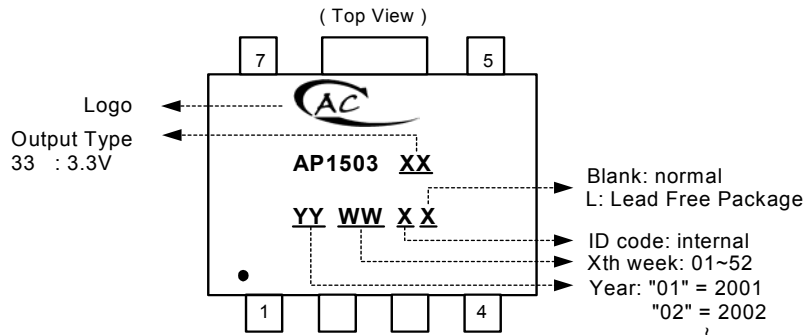 ( Top View )
7
5
Logo
AC
Output Type
33 : 3.3V
AP1503 XX
Blank: normal
L: Lead Free Package
YY WW X X
ID code: internal
Xth week: 01~52
Year: "01" = 2001
"02" = 2002
~
1
4